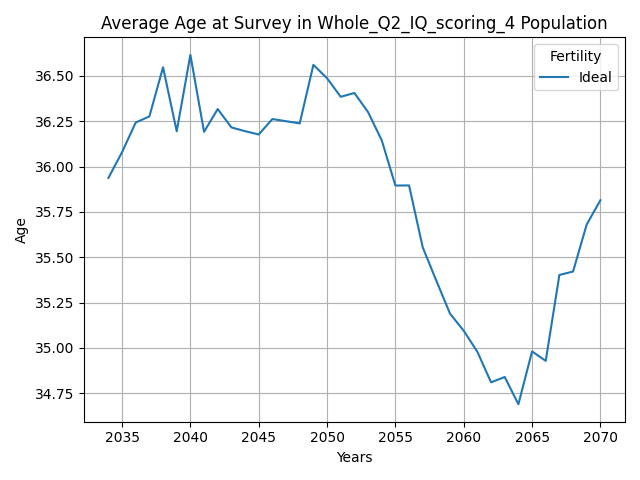 Average Age at Survey in Whole_Q2_IQ_scoring_4 Population
Fertility
Ideal
36.50
36.25
36.00
35.75
35.50
35.25
35.00
34.75
Age
2035 2040 2045 2050 2055 2060 2065 2070
Years